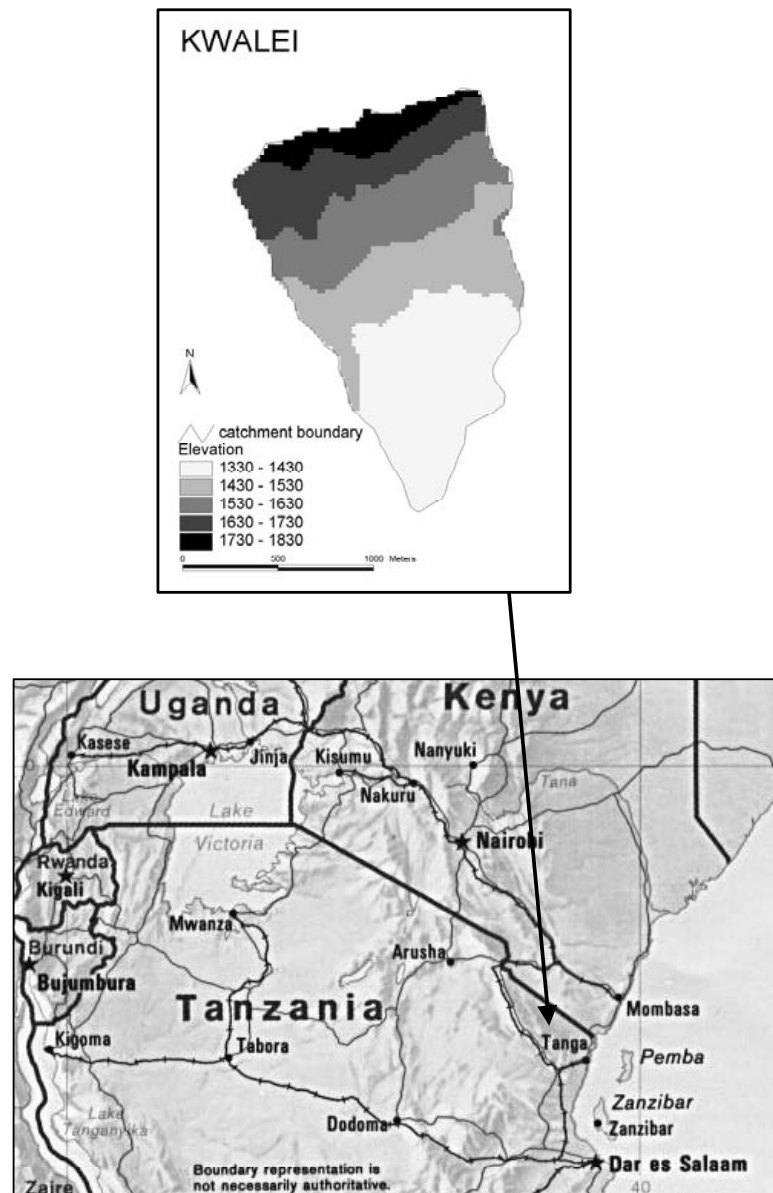 KWALEI
N
catchment boundary
Elevation
1330 - 1430
1430 - 1530
1530 - 1630
1630 - 1730
1730 - 1830
0 500 1000 Meters
Uganda
Kenya
Kasese
Kampala
Jinja
Kisumu
Nanyuki
0
Nakuru
Tana
Lake
Edward
Lake
Victoria
Nairobi
Rwanda
Kigali
Mwanza
Burundi
Bujumbura
Arusha
Tanzania
Mombasa
Kigoma
Tabora
Tanga
Pemba
Lake
Tanganyika
Dodoma
Zanzibar
Zanzibar
Dar es Salaam
Boundary representation is
not necessarily authoritative.
Zaire
40